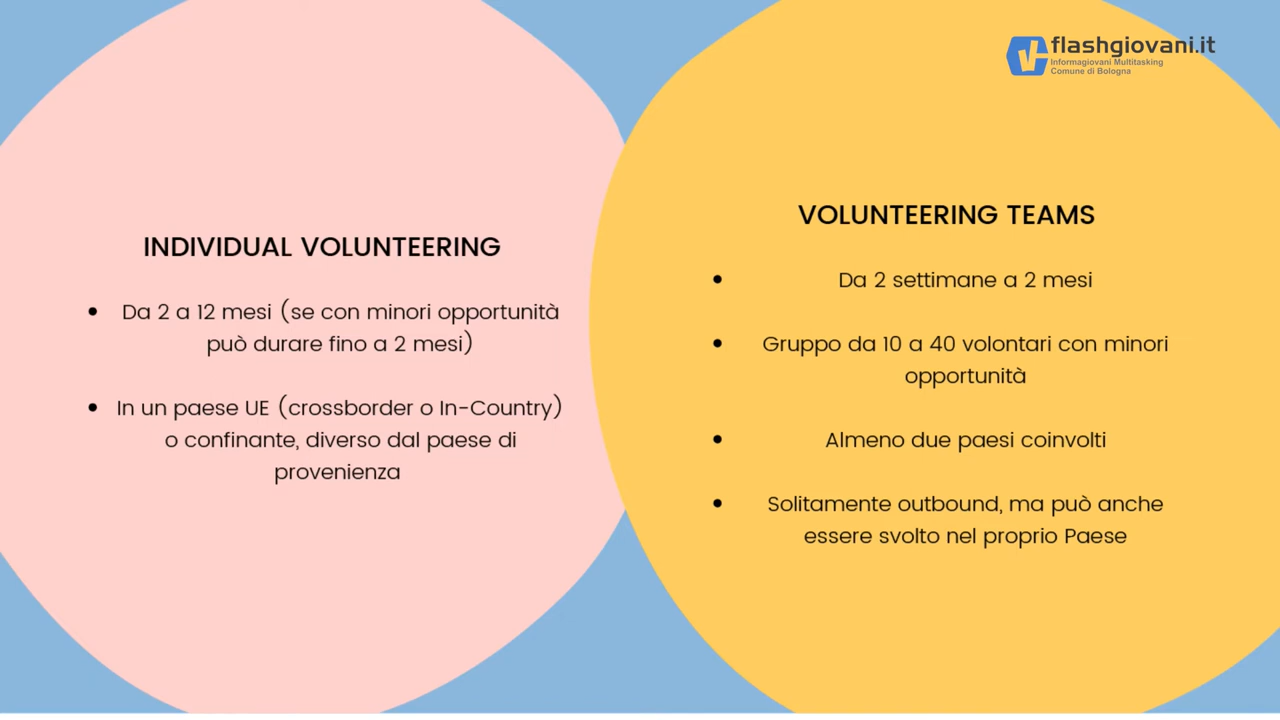 flashgiovani.it
Informagiovani Multitasking
Comune di Bologna
INDIVIDUAL VOLUNTEERING
• Da 2 a 12 mesi (se con minori opportunità
può durare fino a 2 mesi)
• In un paese UE (crossborder o In-Country)
o confinante, diverso dal paese di
provenienza
VOLUNTEERING TEAMS
• Da 2 settimane a 2 mesi
• Gruppo da 10 a 40 volontari con minori
opportunità
• Almeno due paesi coinvolti
• Solitamente outbound, ma può anche
essere svolto nel proprio Paese